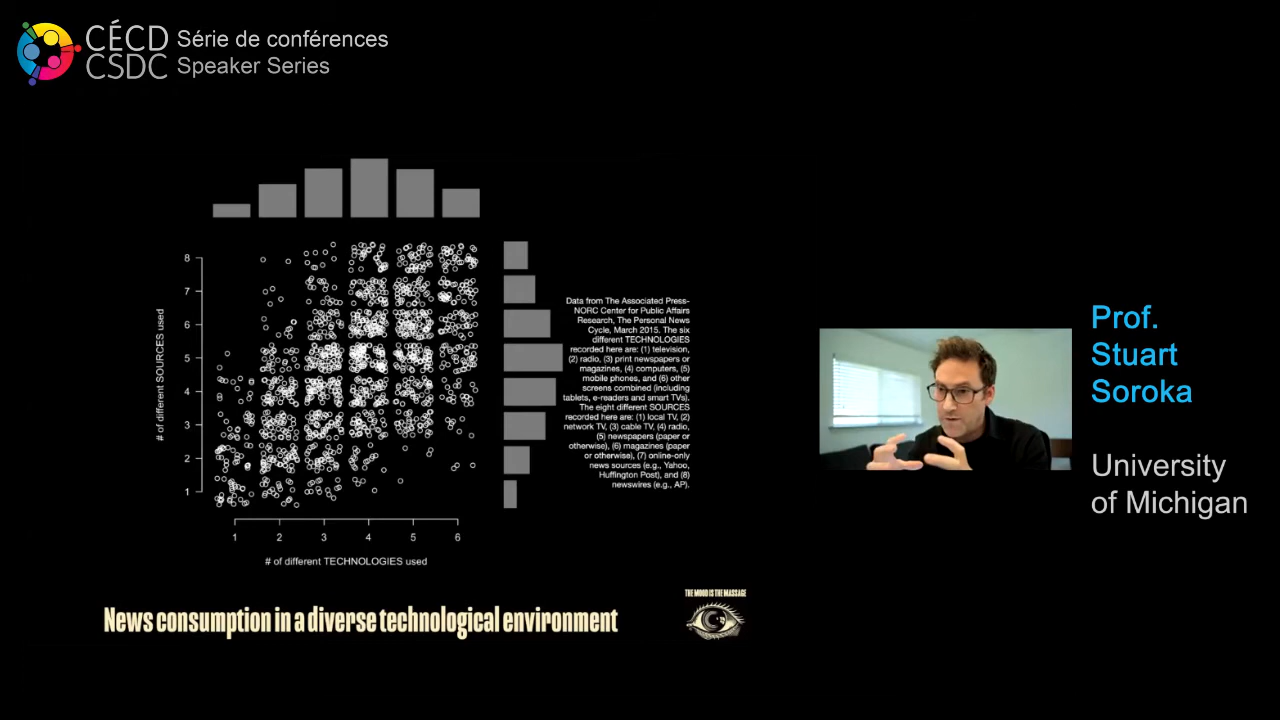 CÉCD Série de conférences
CSDC Speaker Series
8
7
6
5
4
3
2
1
# of different SOURCES used
1 2 3 4 5 6
# of different TECHNOLOGIES used
Data from The Associated Press-
NORC Center for Public Affairs
Research, The Personal News
Cycle, March 2015. The six
different TECHNOLOGIES
recorded here are: (1) television,
(2) radio, (3) print newspapers or
magazines, (4) computers, (5)
mobile phones, and (6) other
screens combined (including
tablets, e-readers and smart TVs).
The eight different SOURCES
recorded here are: (1) local TV, (2)
network TV, (3) cable TV, (4) radio,
(5) newspapers (paper or
otherwise), (6) magazines (paper
or otherwise), (7) online-only
news sources (e.g., Yahoo,
Huffington Post), and (8)
newswires (e.g., AP).
Prof.
Stuart
Soroka
University
of Michigan
News consumption in a diverse technological environment
THE MOOD IS THE MASSAGE